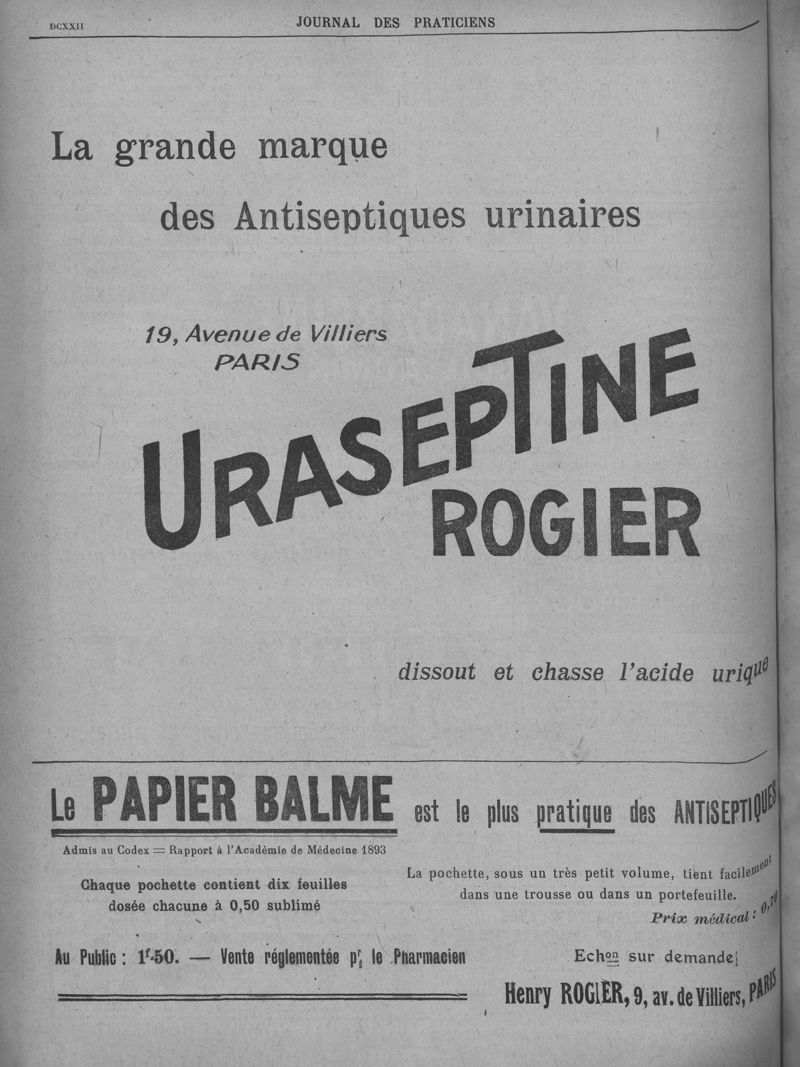 DCXXII
JOURNAL DES PRATICIENS
La grande marque
des Antiseptiques urinaires
19, Avenue de Villiers
PARIS
URASEPTINE
ROGIER
dissout et chasse l'acide urique
Le PAPIER BALME est le plus pratique des ANTISEPTIQUES
Admis au Codex = Rapport à l'Académie de Médecine 1893
Chaque pochette contient dix feuilles
dosée chacune à 0,50 sublimé
La pochette, sous un très petit volume, tient facilement
dans une trousse ou dans un portefeuille.
Prix médical : 0,70
Au Public : 1f.50. — Vente réglementée pr le Pharmacien
Echon sur demande
Henry ROGIER, 9, av. de Villiers, PARIS